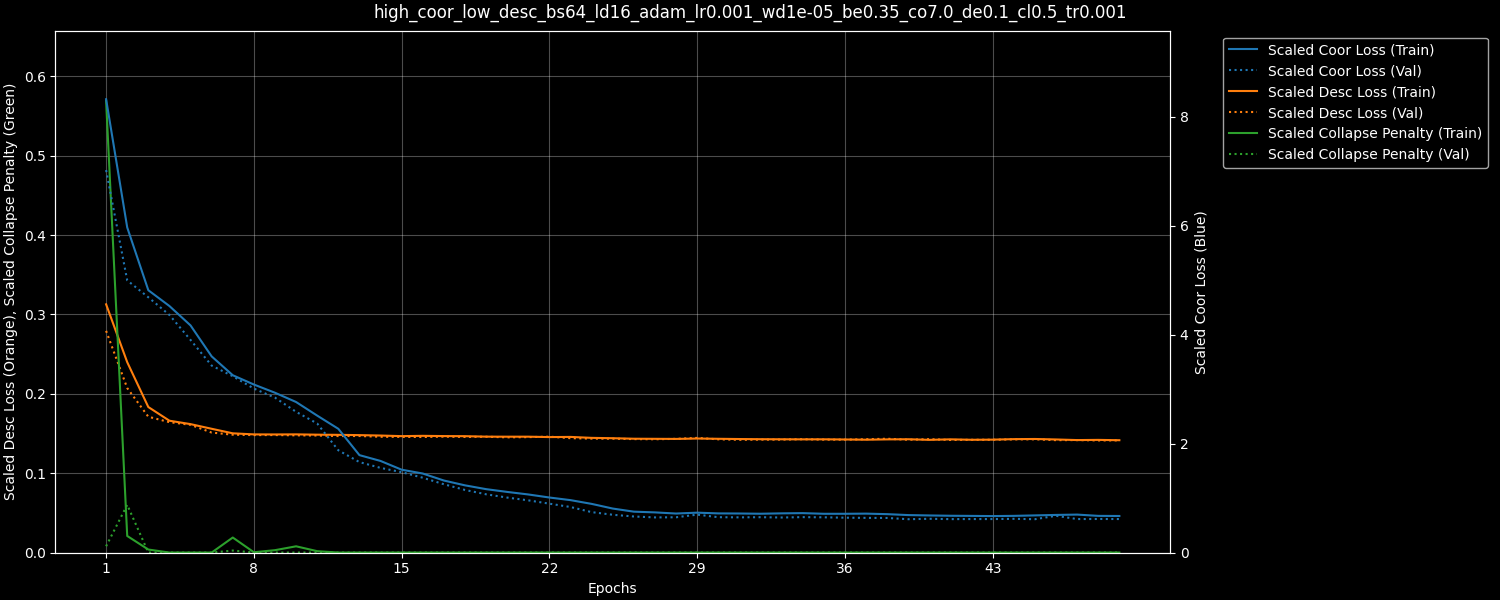 high_coor_low_desc_bs64_ld16_adam_lr0.001_wd1e-05_be0.35_co7.0_de0.1_cl0.5_tr0.001
Scaled Desc Loss (Orange), Scaled Collapse Penalty (Green)
0.6
0.5
0.4
0.3
0.2
0.1
0.0
1
8
15
22
29
36
43
Epochs
8
6
4
2
0
Scaled Coor Loss (Blue)
Scaled Coor Loss (Train)
Scaled Coor Loss (Val)
Scaled Desc Loss (Train)
Scaled Desc Loss (Val)
Scaled Collapse Penalty (Train)
Scaled Collapse Penalty (Val)